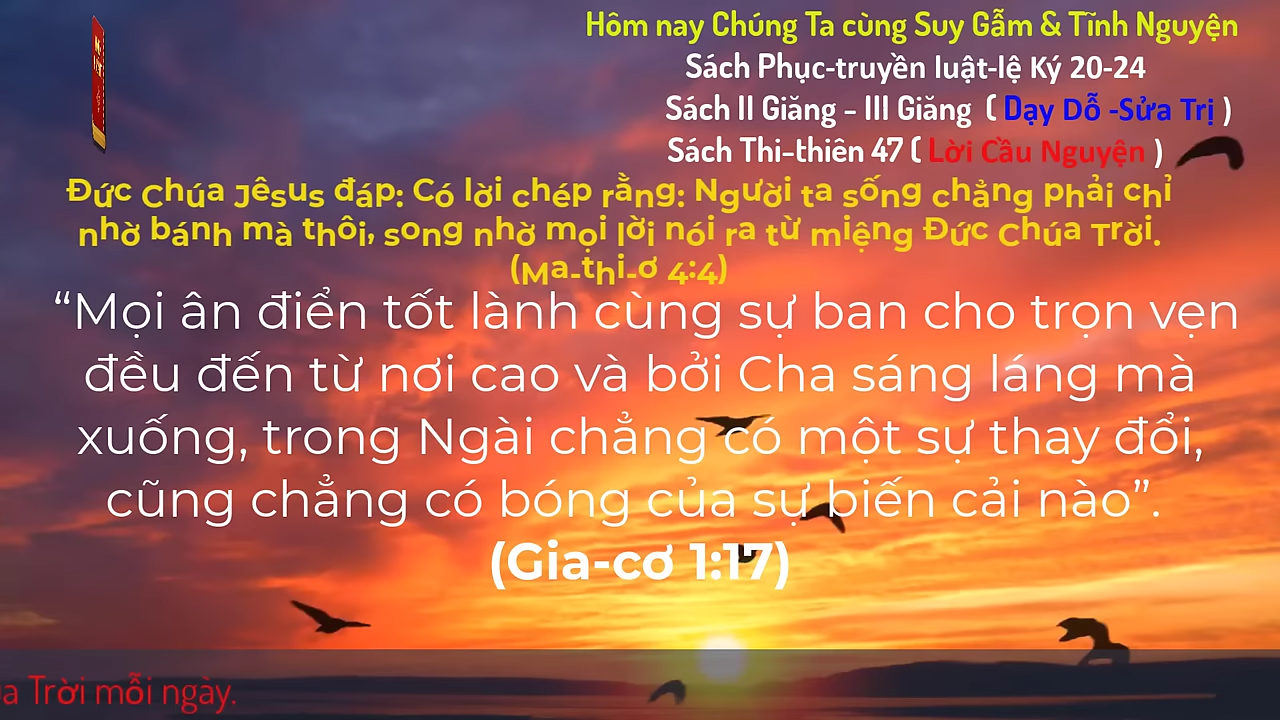 Hôm nay Chúng Ta cùng Suy Gẫm & Tĩnh Nguyện
Sách Phục-truyền luật-lệ Ký 20-24
Sách II Giăng - III Giăng ( Dạy Dỗ -Sửa Trị )
Sách Thi-thiên 47 ( Lời Cầu Nguyện )
Đức Chúa Jêsus đáp: Có lời chép rằng: Người ta sống chẳng phải chỉ
nhờ bánh mà thôi, song nhờ mọi lời nói ra từ miệng Đức Chúa Trời.
(Ma-thi-ơ 4:4)
“Mọi ân điển tốt lành cùng sự ban cho trọn vẹn
đều đến từ nơi cao và bởi Cha sáng láng mà
xuống, trong Ngài chẳng có một sự thay đổi,
cũng chẳng có bóng của sự biến cải nào”.
(Gia-cơ 1:17)
Trời mỗi ngày.